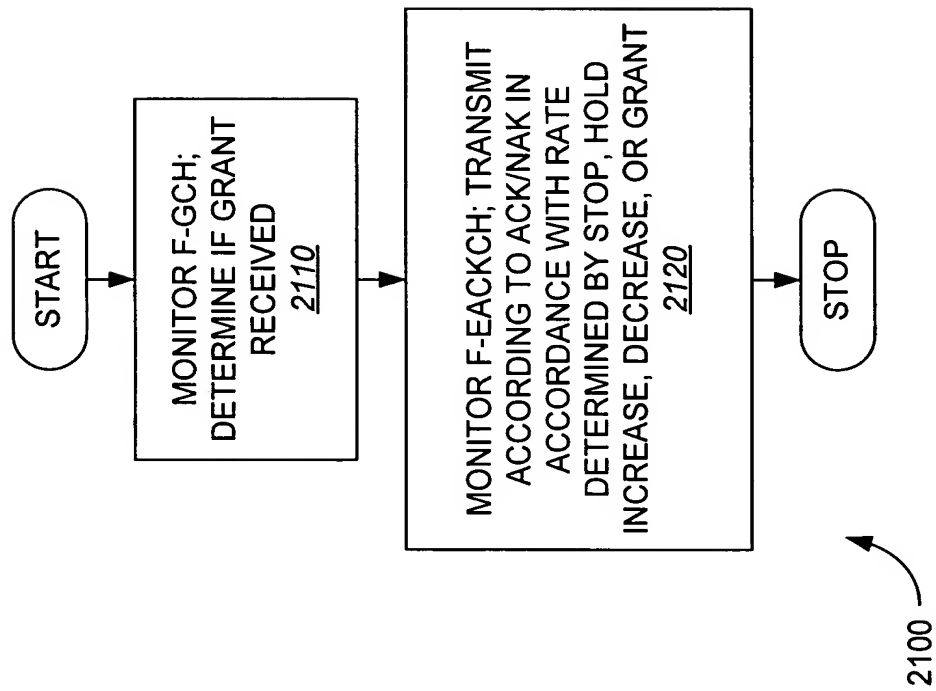 START
MONITOR F-GCH;
DETERMINE IF GRANT
RECEIVED
2110
MONITOR F-EACKCH; TRANSMIT
ACCORDING TO ACK/NAK IN
ACCORDANCE WITH RATE
DETERMINED BY STOP, HOLD
INCREASE, DECREASE, OR GRANT
2120
STOP
2100